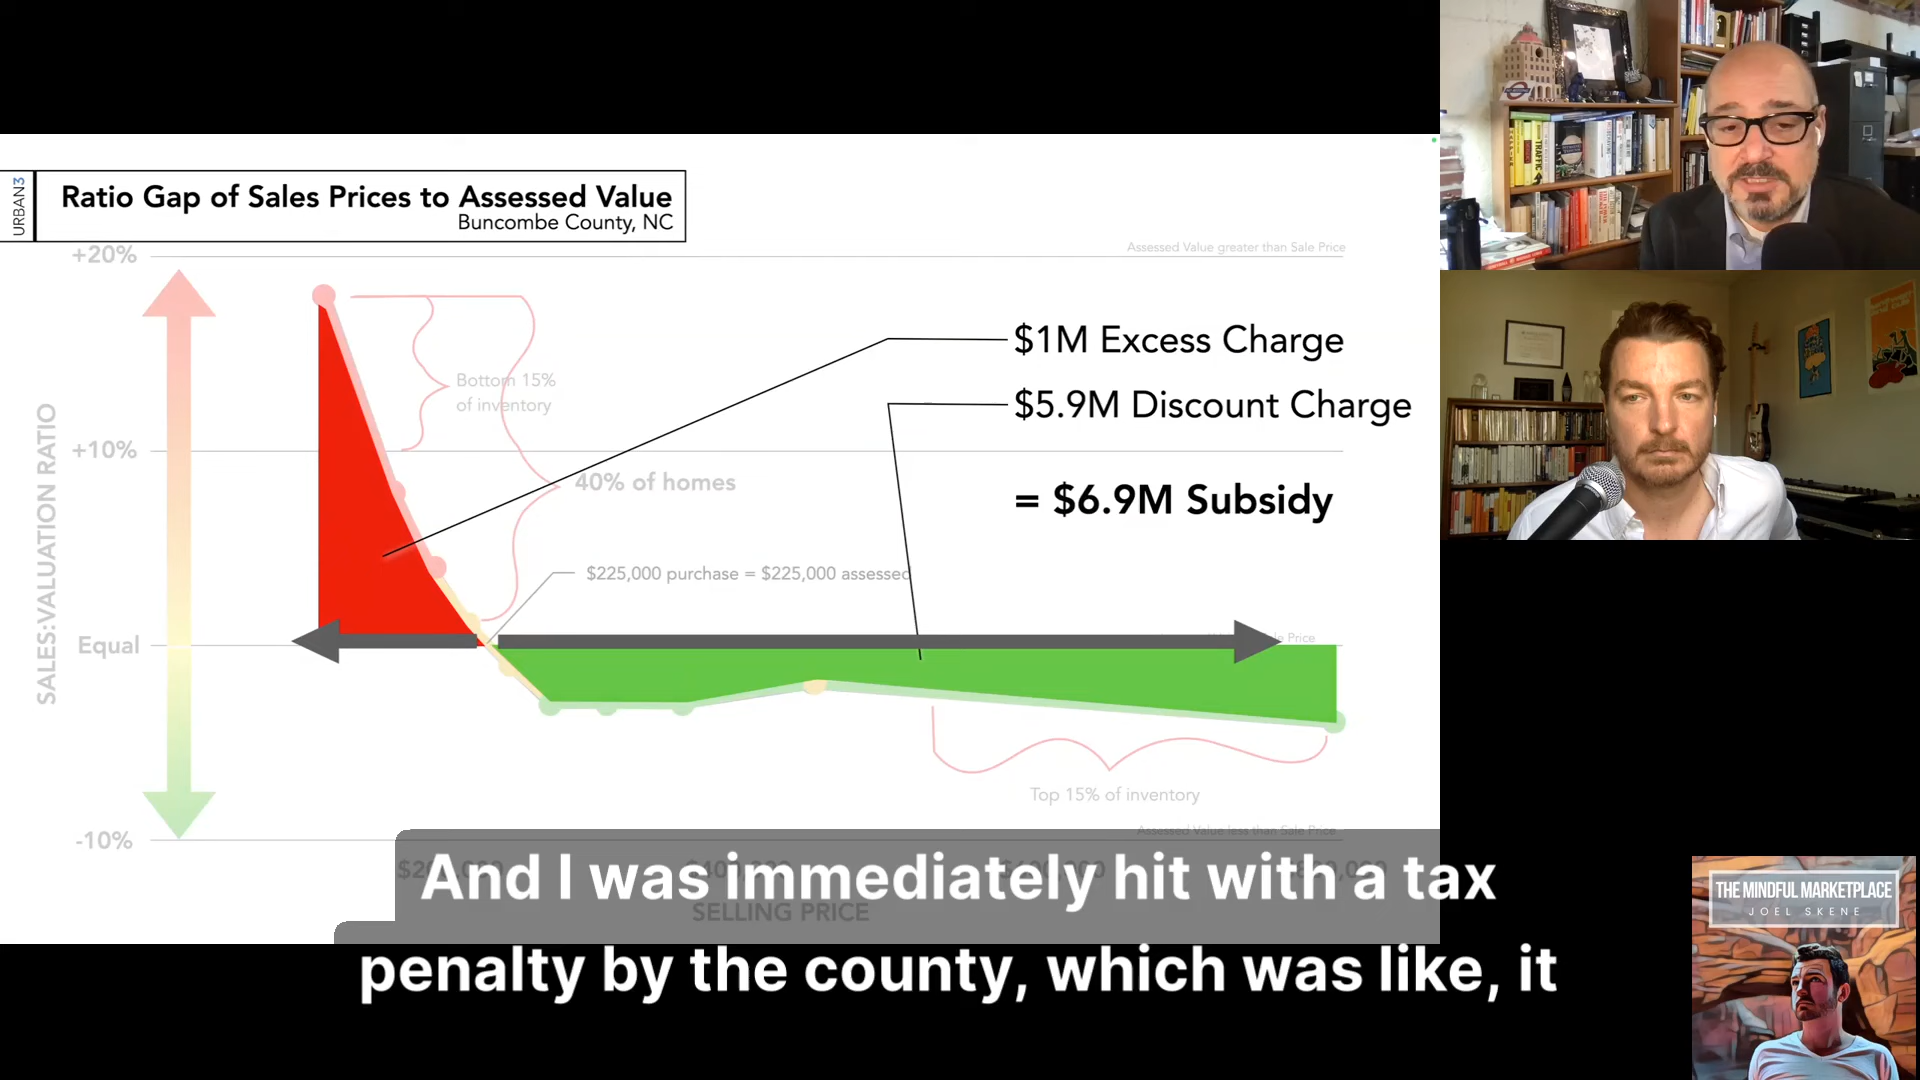 URBAN3
Ratio Gap of Sales Prices to Assessed Value
Buncombe County, NC
+20%
Assessed Value greater than Sale Price
$1M Excess Charge
Bottom 15%
of inventory
$5.9M Discount Charge
+10%
40% of homes
= $6.9M Subsidy
SALES:VALUATION RATIO
$225,000 purchase = $225,000 assessed
Equal
Sale Price
Top 15% of inventory
Assessed Value less than Sale Price
-10%
SELLING PRICE
And I was immediately hit with a tax
penalty by the county, which was like, it
TRAFFIC
THE MINDFUL MARKETPLACE
JOEL SKENE